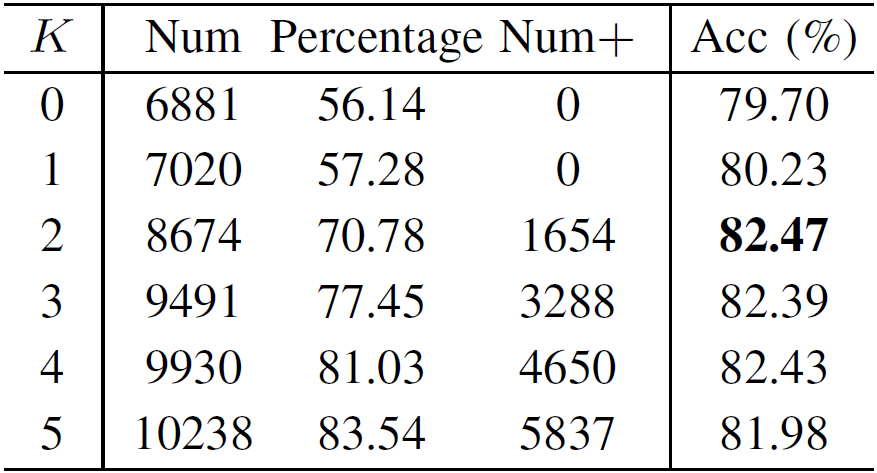 K Num Percentage Num+ Acc (%)
0 6881 56.14 0 79.70
1 7020 57.28 0 80.23
2 8674 70.78 1654 82.47
3 9491 77.45 3288 82.39
4 9930 81.03 4650 82.43
5 10238 83.54 5837 81.98